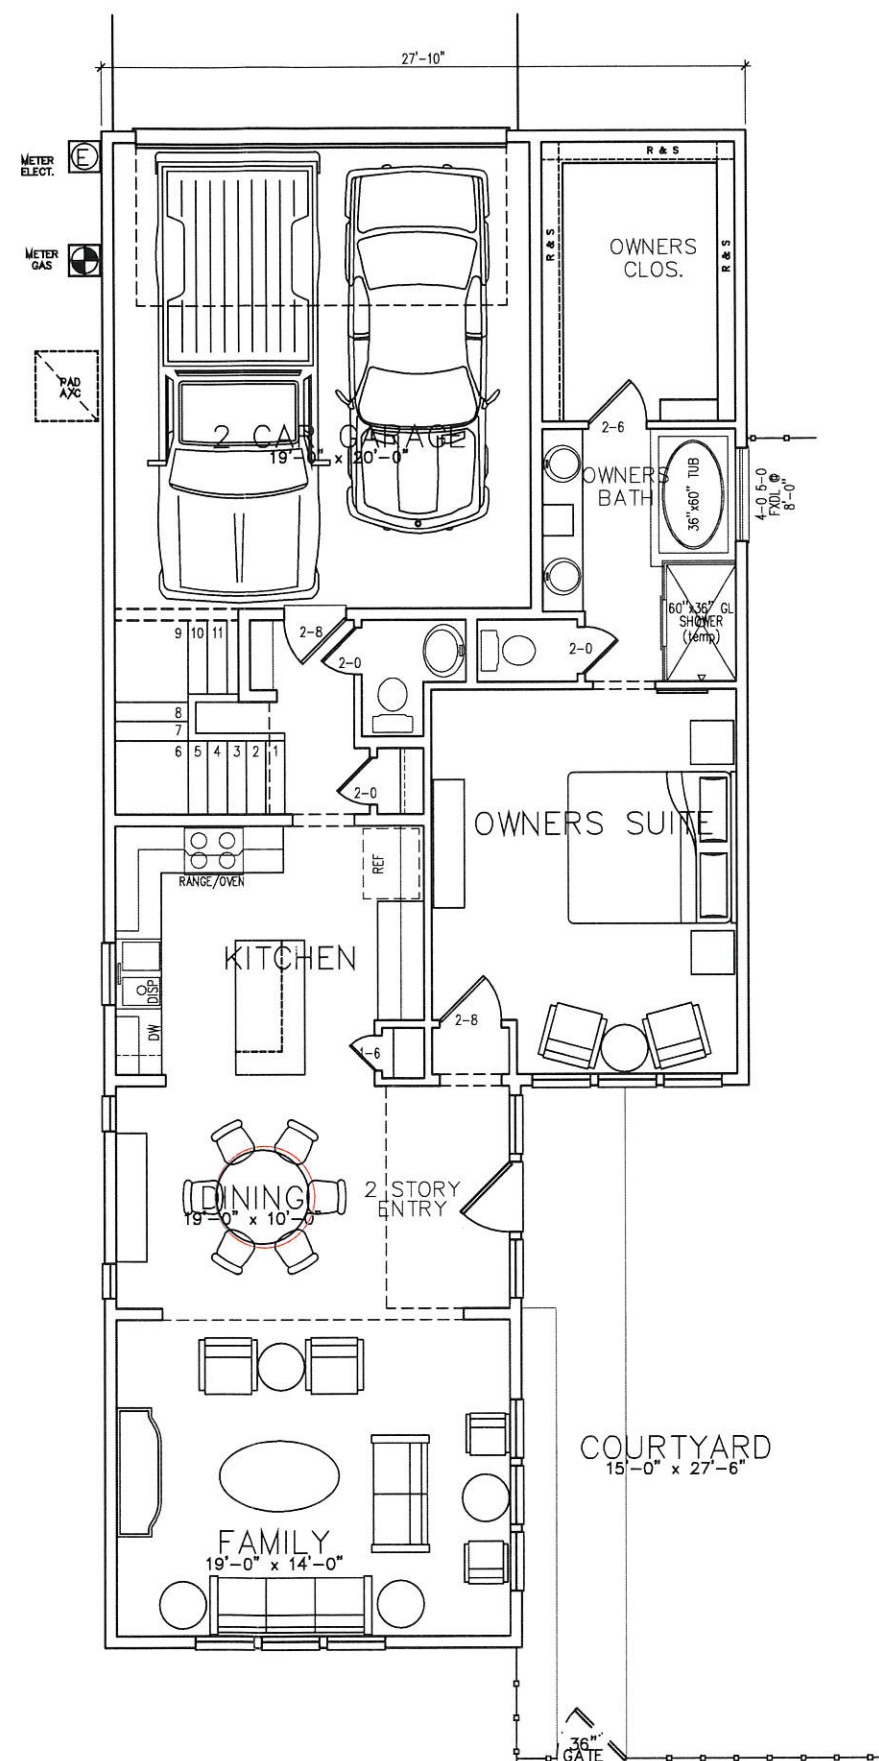 27'-10"
METER
ELECT.
E
METER
GAS
PAD
A/C
R & S
R & S
R & S
OWNERS
CLOS.
2 CAR GARAGE
19'-0" x 20'-0"
2-6
OWNERS
BATH
36"x60" TUB
4-0 5-0
FXDL @
8'-0"
60"x36" GL
SHOWER
(temp)
9 10 11
2-8
2-0
2-0
8
7
6 5 4 3 2 1
2-0
OWNERS SUITE
RANGE/OVEN
REF
KITCHEN
DISP
DW
2-8
1-6
DINING
19'-0" x 10'-0"
2 STORY
ENTRY
COURTYARD
15'-0" x 27'-6"
FAMILY
19'-0" x 14'-0"
36"
GATE